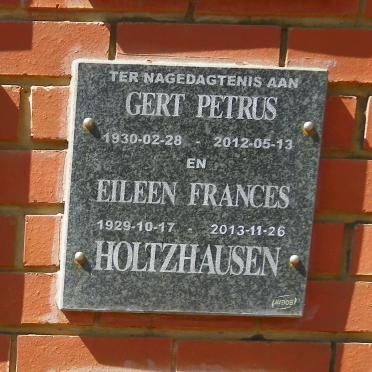 TER NAGEDAGTENIS AAN
GERT PETRUS
1930-02-28 - 2012-05-13
EN
EILEEN FRANCES
1929-10-17 - 2013-11-26
HOLTZHAUSEN